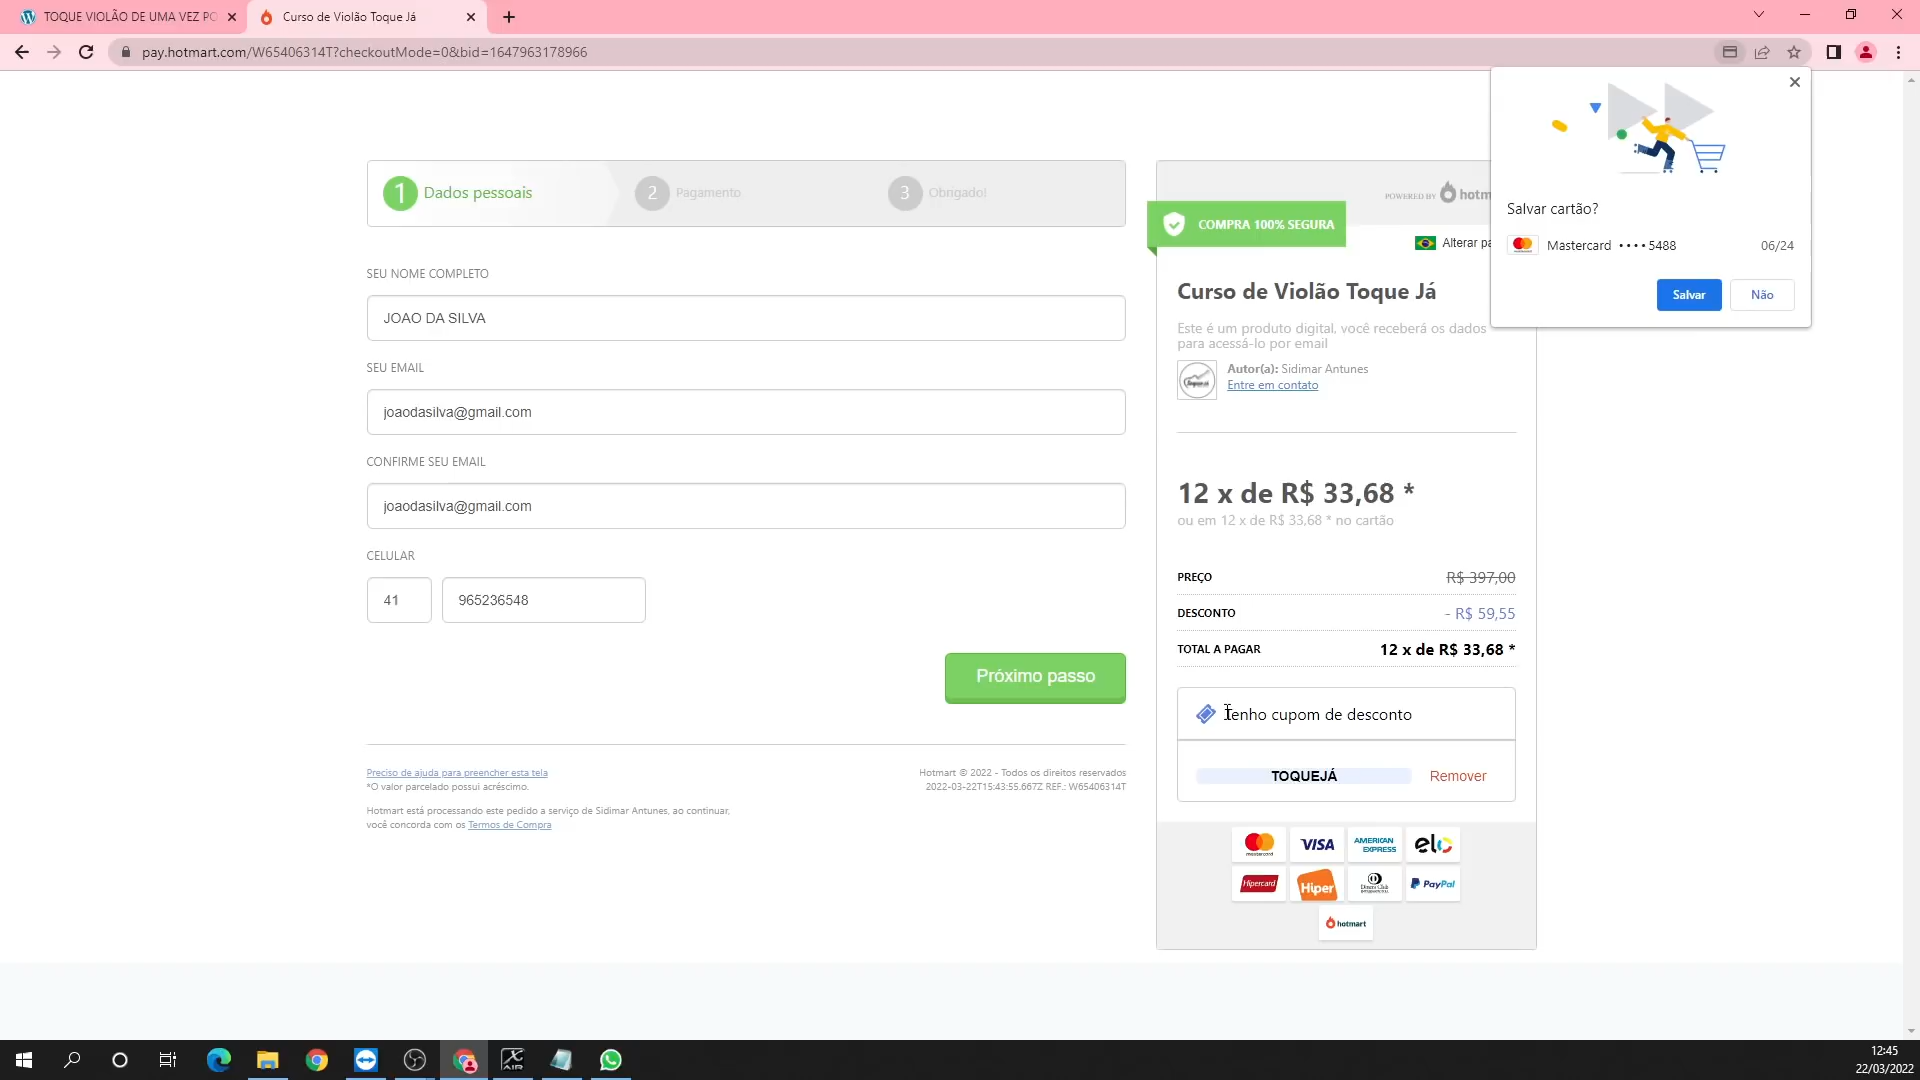 TOQUE VIOLÃO DE UMA VEZ PO
Curso de Violão Toque Já
pay.hotmart.com/W65406314T?checkoutMode=0&bid=1647963178966
1 Dados pessoais
2 Pagamento
3 Obrigado!
SEU NOME COMPLETO
JOAO DA SILVA
SEU EMAIL
joaodasilva@gmail.com
CONFIRME SEU EMAIL
joaodasilva@gmail.com
CELULAR
41 965236548
Próximo passo
Preciso de ajuda para preencher esta tela
*O valor parcelado possui acréscimo.
Hotmart está processando este pedido a serviço de Sidimar Antunes, ao continuar,
você concorda com os Termos de Compra
Hotmart © 2022 - Todos os direitos reservados
2022-03-22T15:43:55.667Z REF.: W65406314T
POWERED BY hotm
COMPRA 100% SEGURA
Alterar pa
Curso de Violão Toque Já
Este é um produto digital, você receberá os dados
para acessá-lo por email
Toque Já
Autor(a): Sidimar Antunes
Entre em contato
12 x de R$ 33,68 *
ou em 12 x de R$ 33,68 * no cartão
PREÇO R$ 397,00
DESCONTO - R$ 59,55
TOTAL A PAGAR 12 x de R$ 33,68 *
Tenho cupom de desconto
TOQUEJÁ Remover
mastercard VISA AMERICAN EXPRESS elo
Hipercard Hiper Diners Club INTERNATIONAL PayPal
hotmart
Salvar cartão?
Mastercard •••• 5488 06/24
Salvar Não
X AIR
12:45
22/03/2022